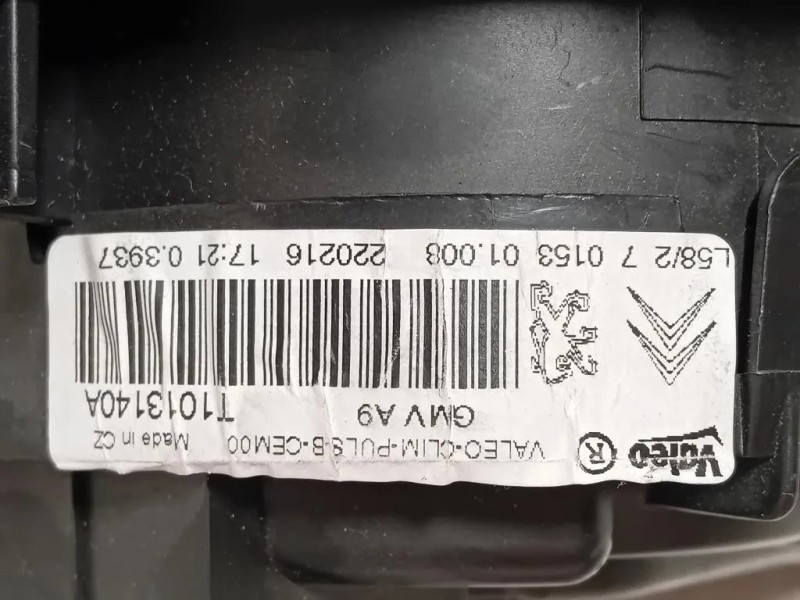 Valeo ® VALEO-CLIM-PULS-B-CEM00 Made in CZ
GMV A9 T1013140A
L58/2 7 0153 01.008 220216 17:21 0.3937